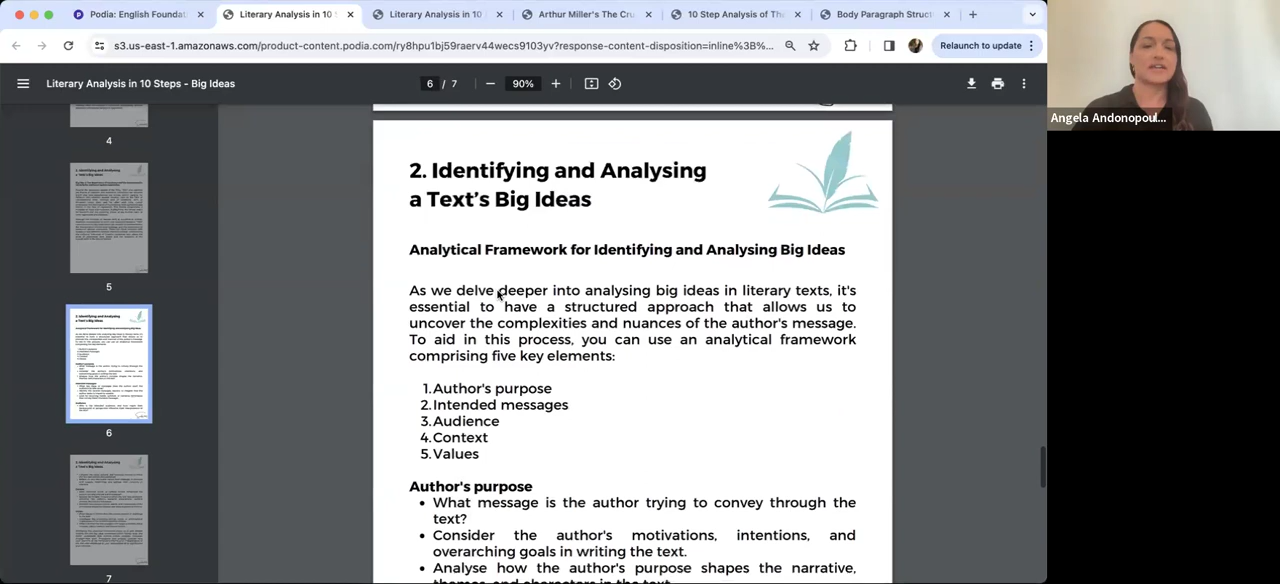 Podia: English Foundat
Literary Analysis in 10 S
Literary Analysis in 10
Arthur Miller's The Cru
10 Step Analysis of Th
Body Paragraph Struct
s3.us-east-1.amazonaws.com/product-content.podia.com/ry8hpu1bj59raerv44wecs9103yv?response-content-disposition=inline%3B%...
Relaunch to update
Literary Analysis in 10 Steps - Big Ideas
6 / 7
90%
Angela Andonopoul...
4
5
6
7
2. Identifying and Analysing
a Text's Big Ideas
Analytical Framework for Identifying and Analysing Big Ideas
As we delve deeper into analysing big ideas in literary texts, it's
essential to have a structured approach that allows us to
uncover the complexities and nuances of the author's message.
To aid in this process, you can use an analytical framework
comprising five key elements:
1.Author's purpose
2.Intended messages
3.Audience
4.Context
5.Values
Author's purpose
• What message is the author trying to convey through the
text?
• Consider the author's motivations, intentions, and
overarching goals in writing the text.
• Analyse how the author's purpose shapes the narrative,
themes, and characters in the text.